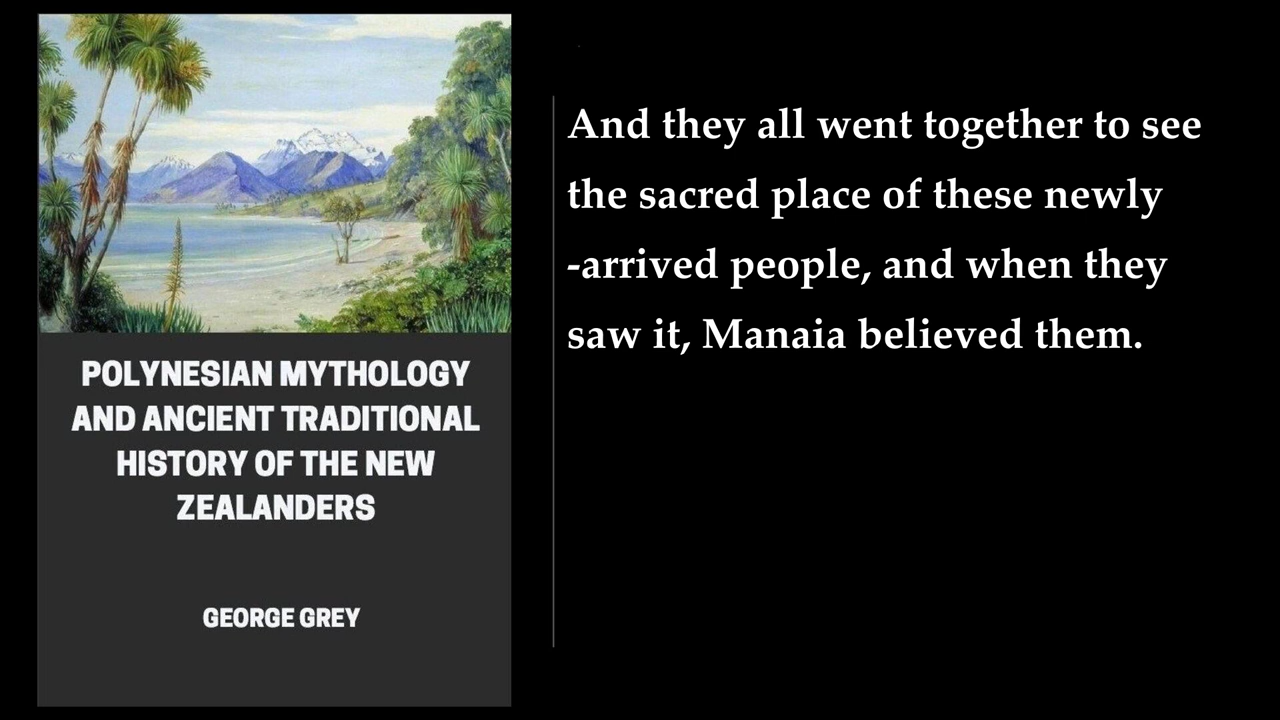 POLYNESIAN MYTHOLOGY
AND ANCIENT TRADITIONAL
HISTORY OF THE NEW
ZEALANDERS
GEORGE GREY
And they all went together to see
the sacred place of these newly
-arrived people, and when they
saw it, Manaia believed them.